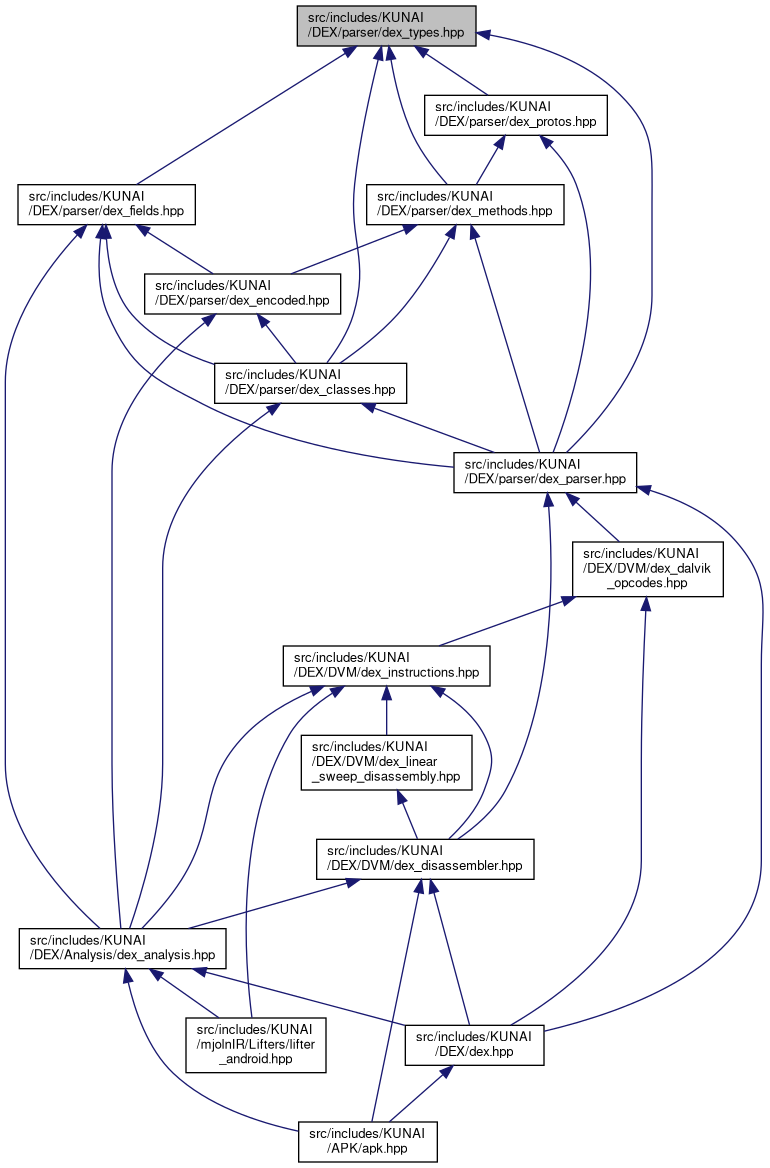 src/includes/KUNAI
/DEX/parser/dex_types.hpp
src/includes/KUNAI
/DEX/parser/dex_protos.hpp
src/includes/KUNAI
/DEX/parser/dex_fields.hpp
src/includes/KUNAI
/DEX/parser/dex_methods.hpp
src/includes/KUNAI
/DEX/parser/dex_encoded.hpp
src/includes/KUNAI
/DEX/parser/dex_classes.hpp
src/includes/KUNAI
/DEX/parser/dex_parser.hpp
src/includes/KUNAI
/DEX/DVM/dex_dalvik
_opcodes.hpp
src/includes/KUNAI
/DEX/DVM/dex_instructions.hpp
src/includes/KUNAI
/DEX/DVM/dex_linear
_sweep_disassembly.hpp
src/includes/KUNAI
/DEX/DVM/dex_disassembler.hpp
src/includes/KUNAI
/DEX/Analysis/dex_analysis.hpp
src/includes/KUNAI
/mjolnIR/Lifters/lifter
_android.hpp
src/includes/KUNAI
/DEX/dex.hpp
src/includes/KUNAI
/APK/apk.hpp